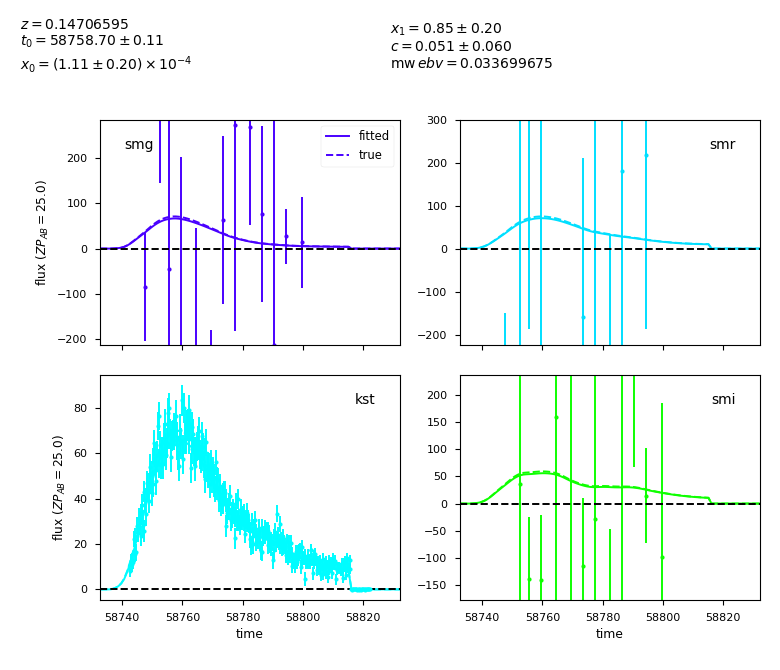 z = 0.14706595
t₀ = 58758.70 ± 0.11
x₀ = (1.11 ± 0.20) × 10⁻⁴
x₁ = 0.85 ± 0.20
c = 0.051 ± 0.060
mwebv = 0.033699675
smg
fitted
true
flux (ZP_AB = 25.0)
200
100
0
−100
−200
smr
300
200
100
0
−100
−200
kst
flux (ZP_AB = 25.0)
80
60
40
20
0
58740 58760 58780 58800 58820
time
smi
200
150
100
50
0
−50
−100
−150
58740 58760 58780 58800 58820
time